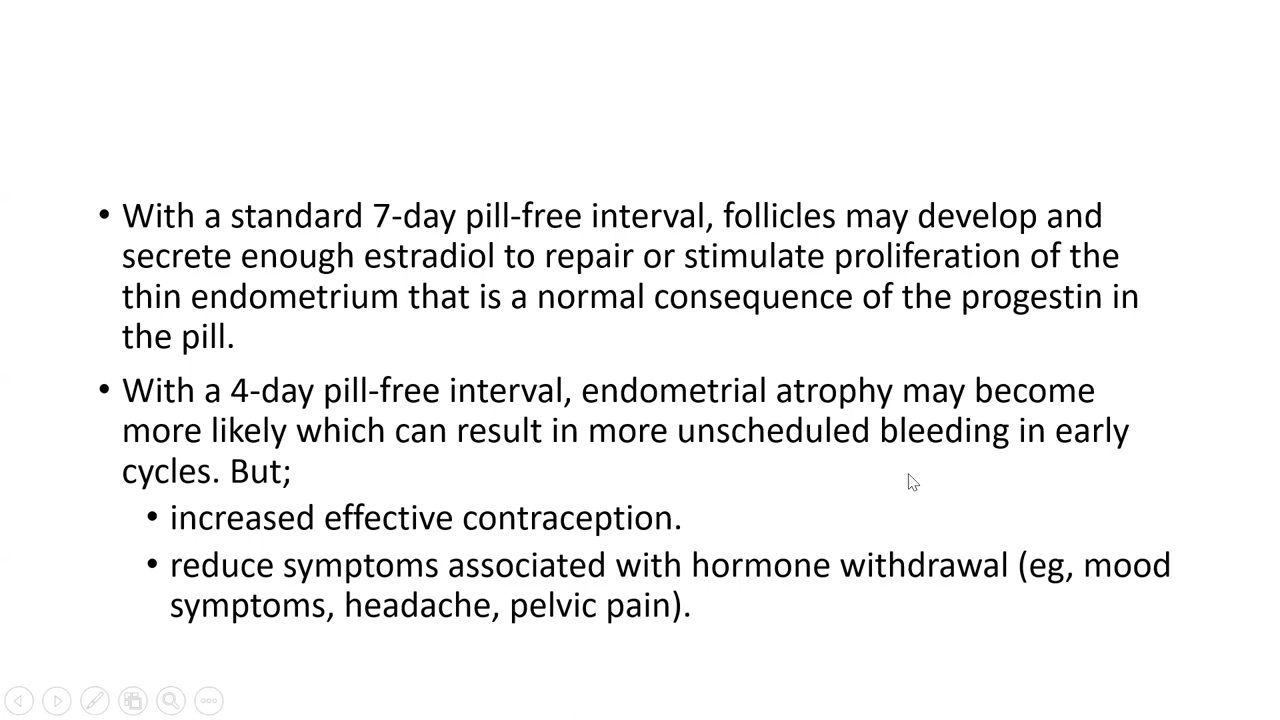 • With a standard 7-day pill-free interval, follicles may develop and
secrete enough estradiol to repair or stimulate proliferation of the
thin endometrium that is a normal consequence of the progestin in
the pill.
• With a 4-day pill-free interval, endometrial atrophy may become
more likely which can result in more unscheduled bleeding in early
cycles. But;
• increased effective contraception.
• reduce symptoms associated with hormone withdrawal (eg, mood
symptoms, headache, pelvic pain).